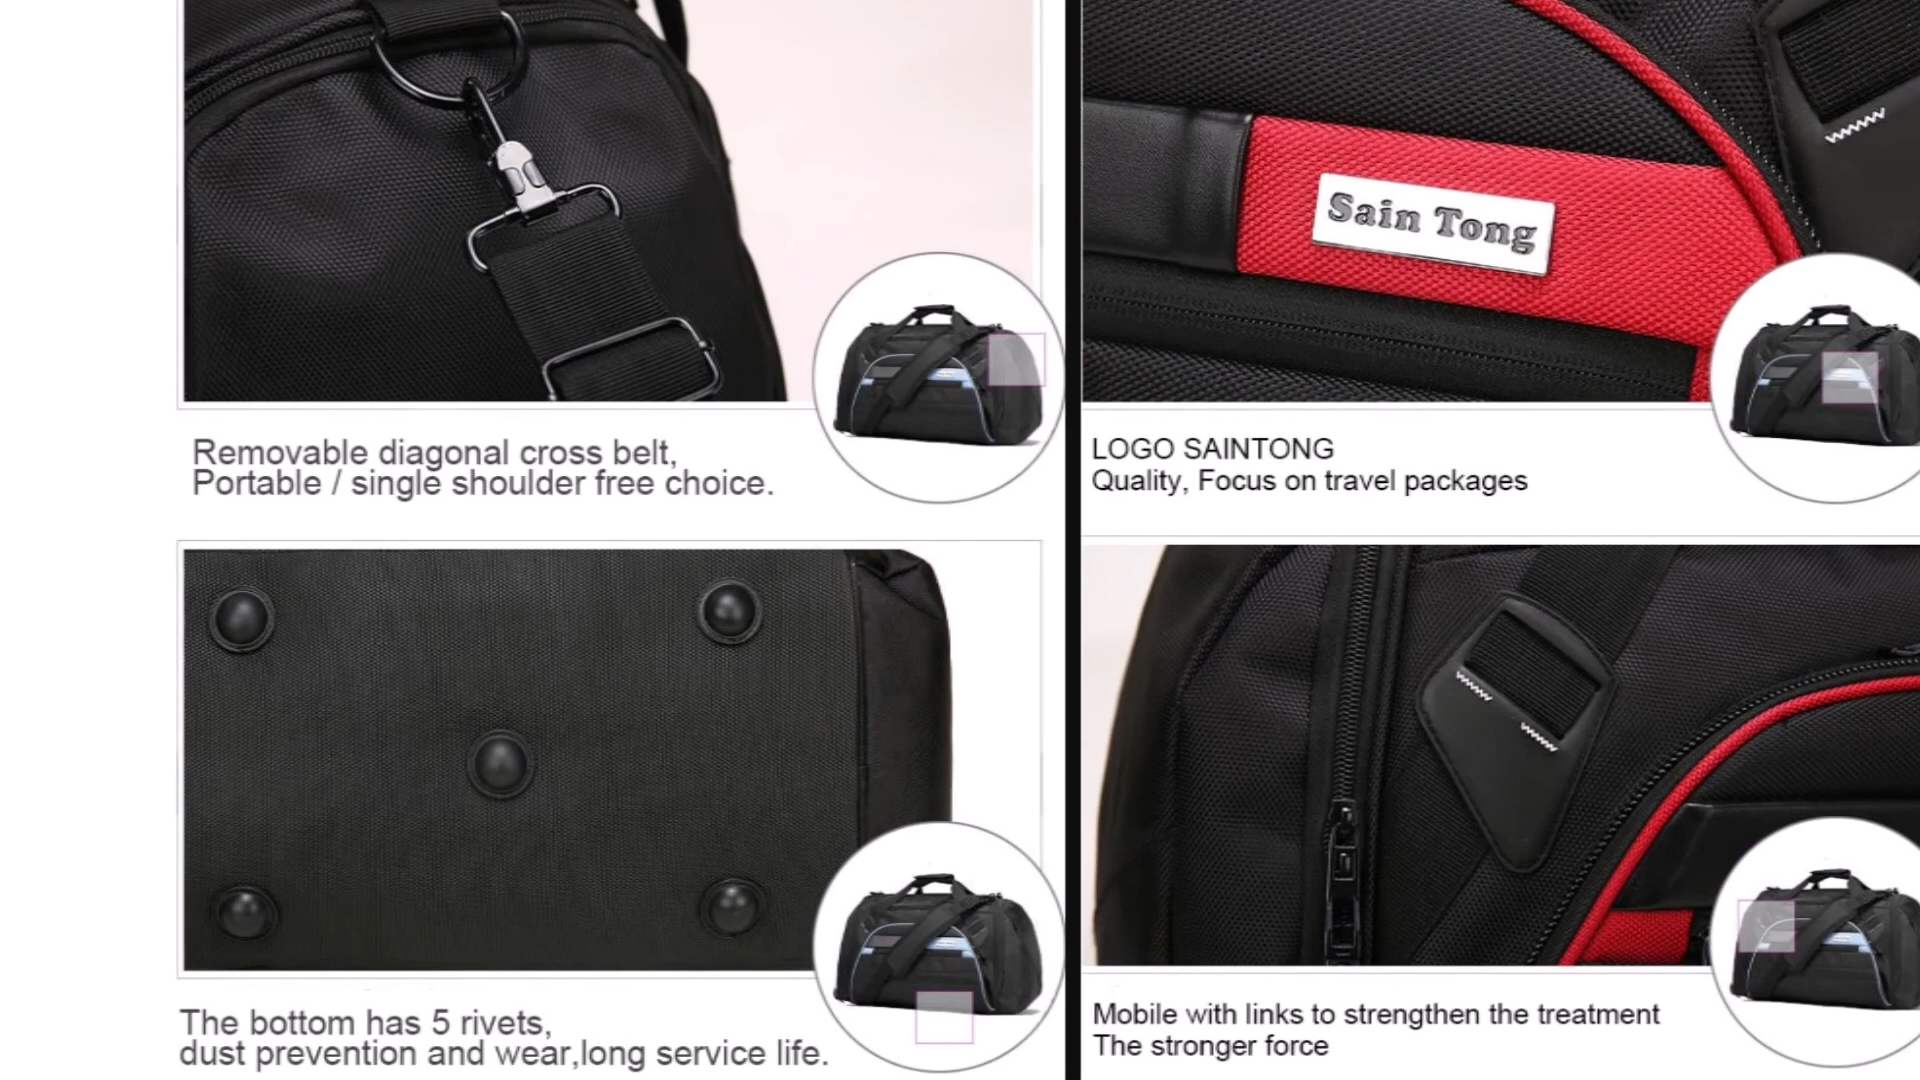 Sain Tong
Removable diagonal cross belt,
Portable / single shoulder free choice.
LOGO SAINTONG
Quality, Focus on travel packages
The bottom has 5 rivets,
dust prevention and wear,long service life.
Mobile with links to strengthen the treatment
The stronger force